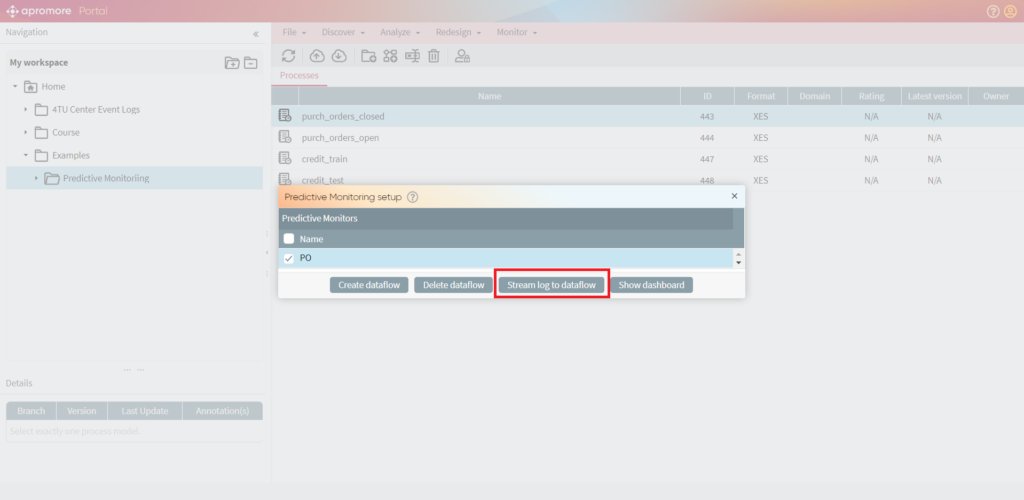 apromore Portal
Navigation
My workspace
Home
4TU Center Event Logs
Course
Examples
Predictive Monitoriing
File Discover Analyze Redesign Monitor
Processes
Name ID Format Domain Rating Latest version Owner
purch_orders_closed 443 XES N/A N/A
purch_orders_open 444 XES N/A N/A
credit_train 447 XES N/A N/A
credit_test 448 XES N/A N/A
Predictive Monitoring setup ?
Predictive Monitors
Name
PO
Create dataflow Delete dataflow Stream log to dataflow Show dashboard
Details
Branch Version Last Update Annotation(s)
Select exactly one process model.